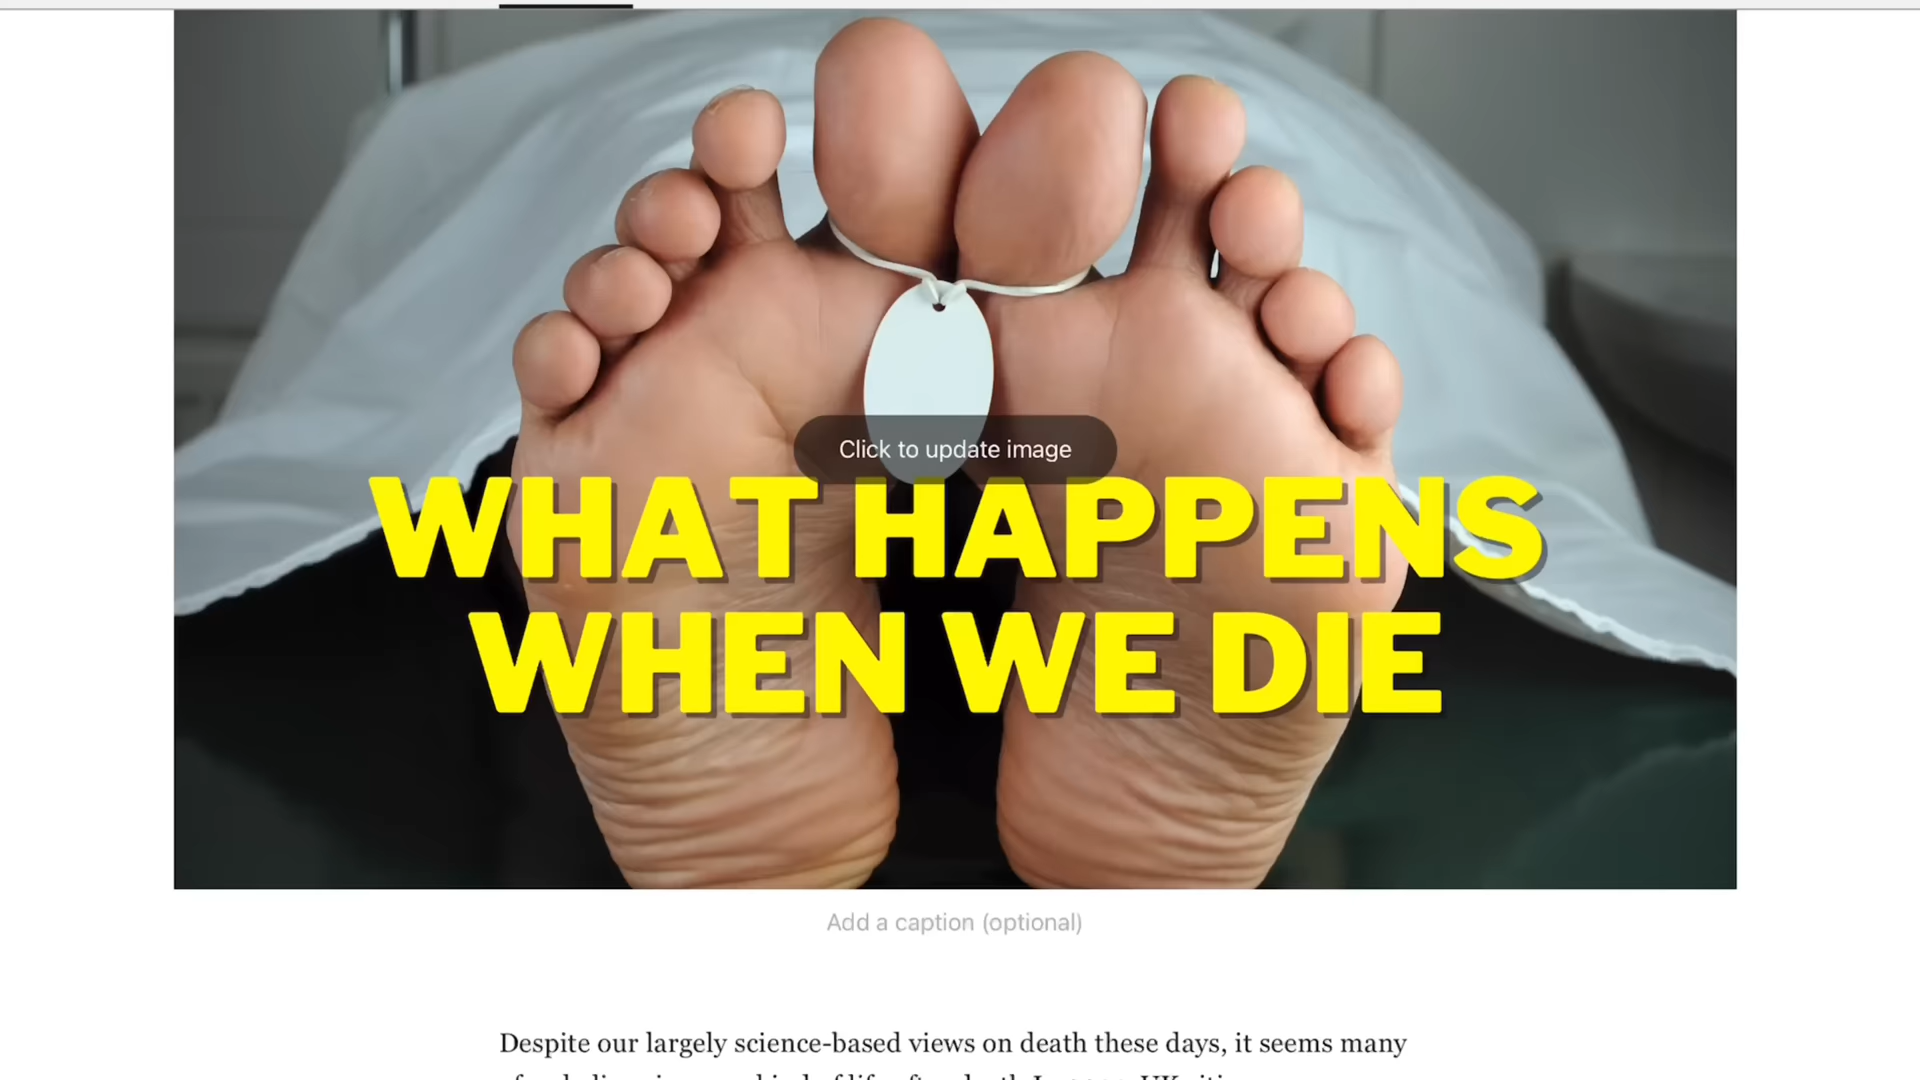 Click to update image
WHAT HAPPENS
WHEN WE DIE
Add a caption (optional)
Despite our largely science-based views on death these days, it seems many